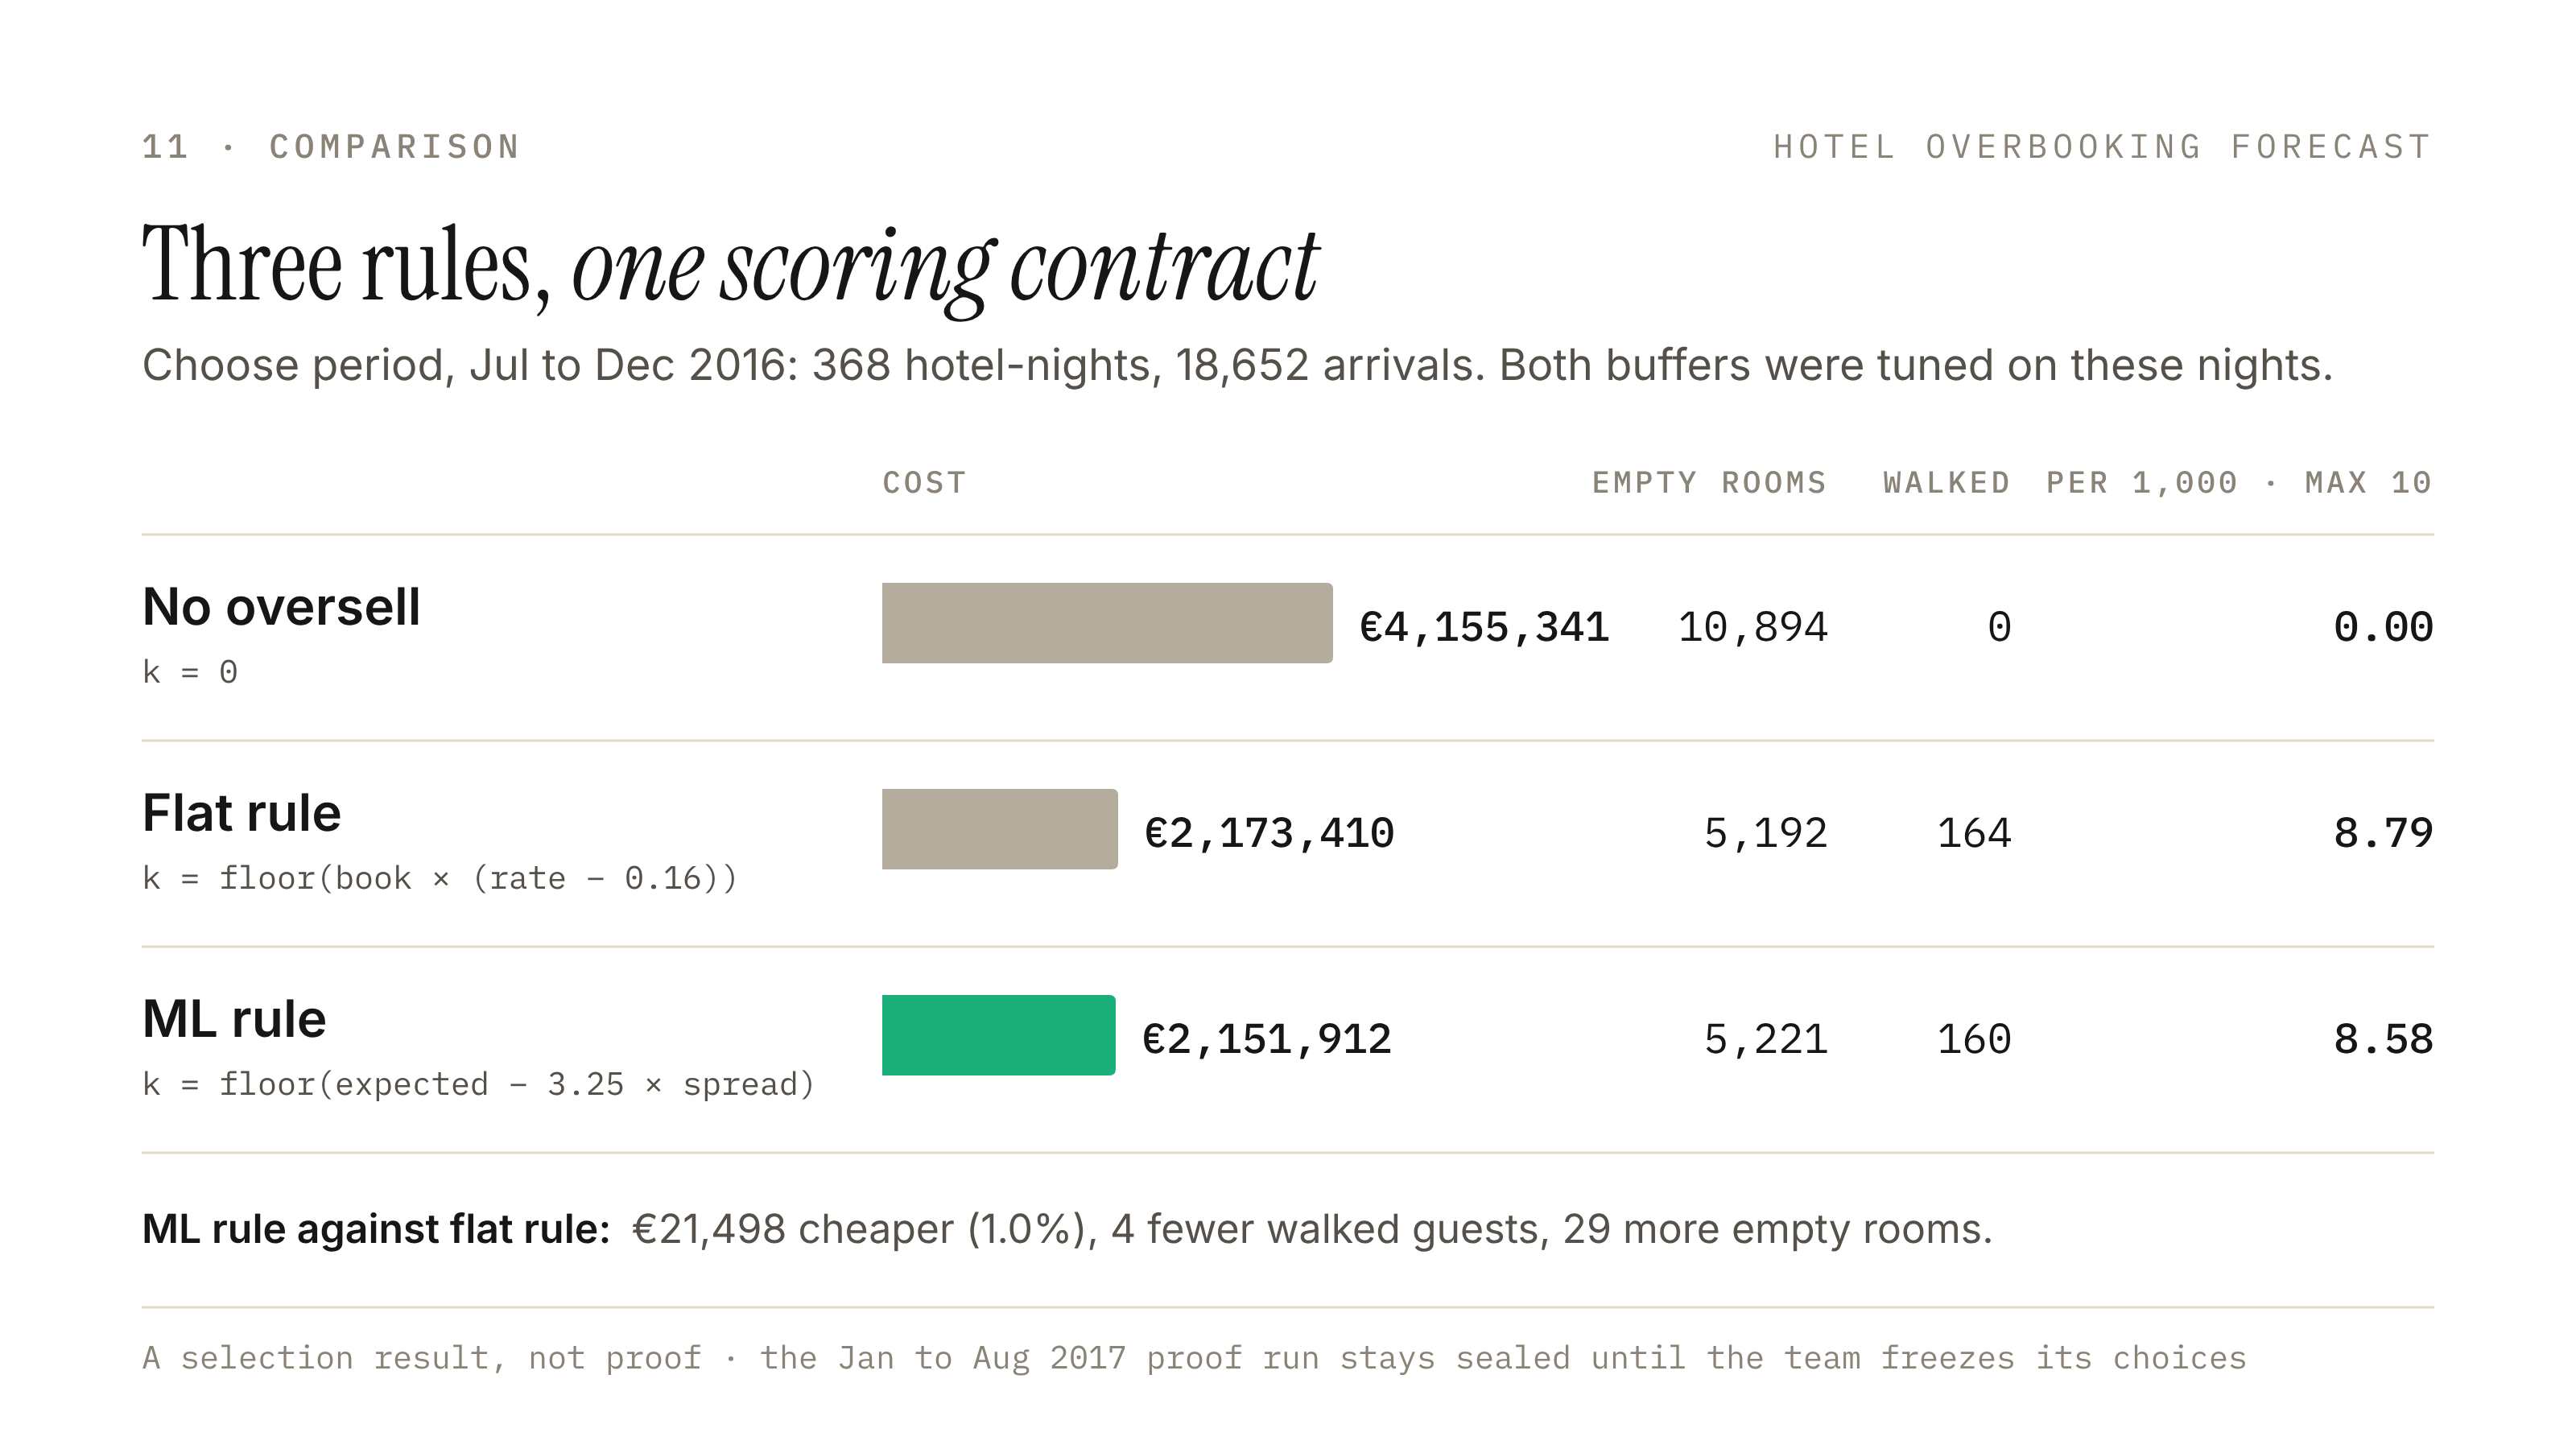 11 · COMPARISON
HOTEL OVERBOOKING FORECAST
Three rules, one scoring contract
Choose period, Jul to Dec 2016: 368 hotel-nights, 18,652 arrivals. Both buffers were tuned on these nights.
COST EMPTY ROOMS WALKED PER 1,000 · MAX 10
No oversell
k = 0
€4,155,341 10,894 0 0.00
Flat rule
k = floor(book × (rate − 0.16))
€2,173,410 5,192 164 8.79
ML rule
k = floor(expected − 3.25 × spread)
€2,151,912 5,221 160 8.58
ML rule against flat rule: €21,498 cheaper (1.0%), 4 fewer walked guests, 29 more empty rooms.
A selection result, not proof · the Jan to Aug 2017 proof run stays sealed until the team freezes its choices